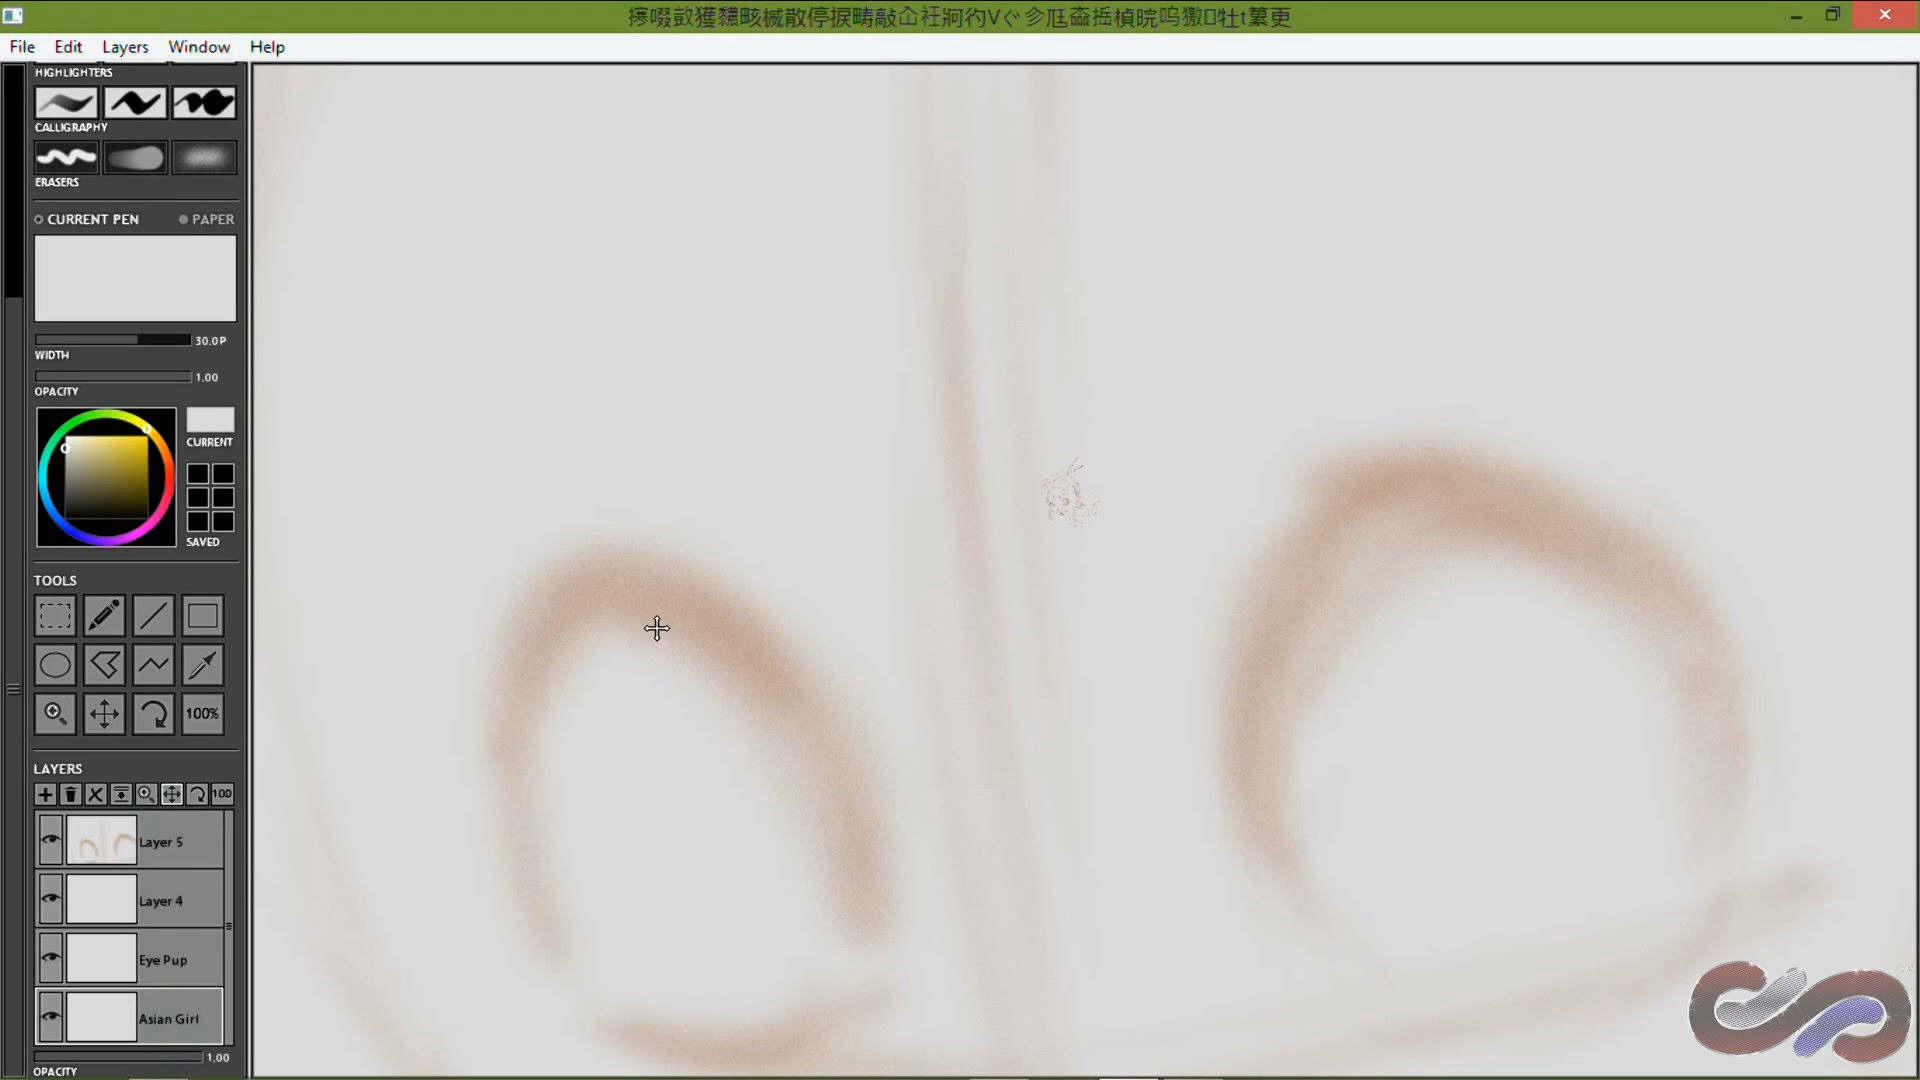 File Edit Layers Window Help
HIGHLIGHTERS
CALLIGRAPHY
ERASERS
CURRENT PEN PAPER
30.0P
WIDTH
1.00
OPACITY
CURRENT
SAVED
TOOLS
100%
LAYERS
100
Layer 5
Layer 4
Eye Pup
Asian Girl
1.00
OPACITY